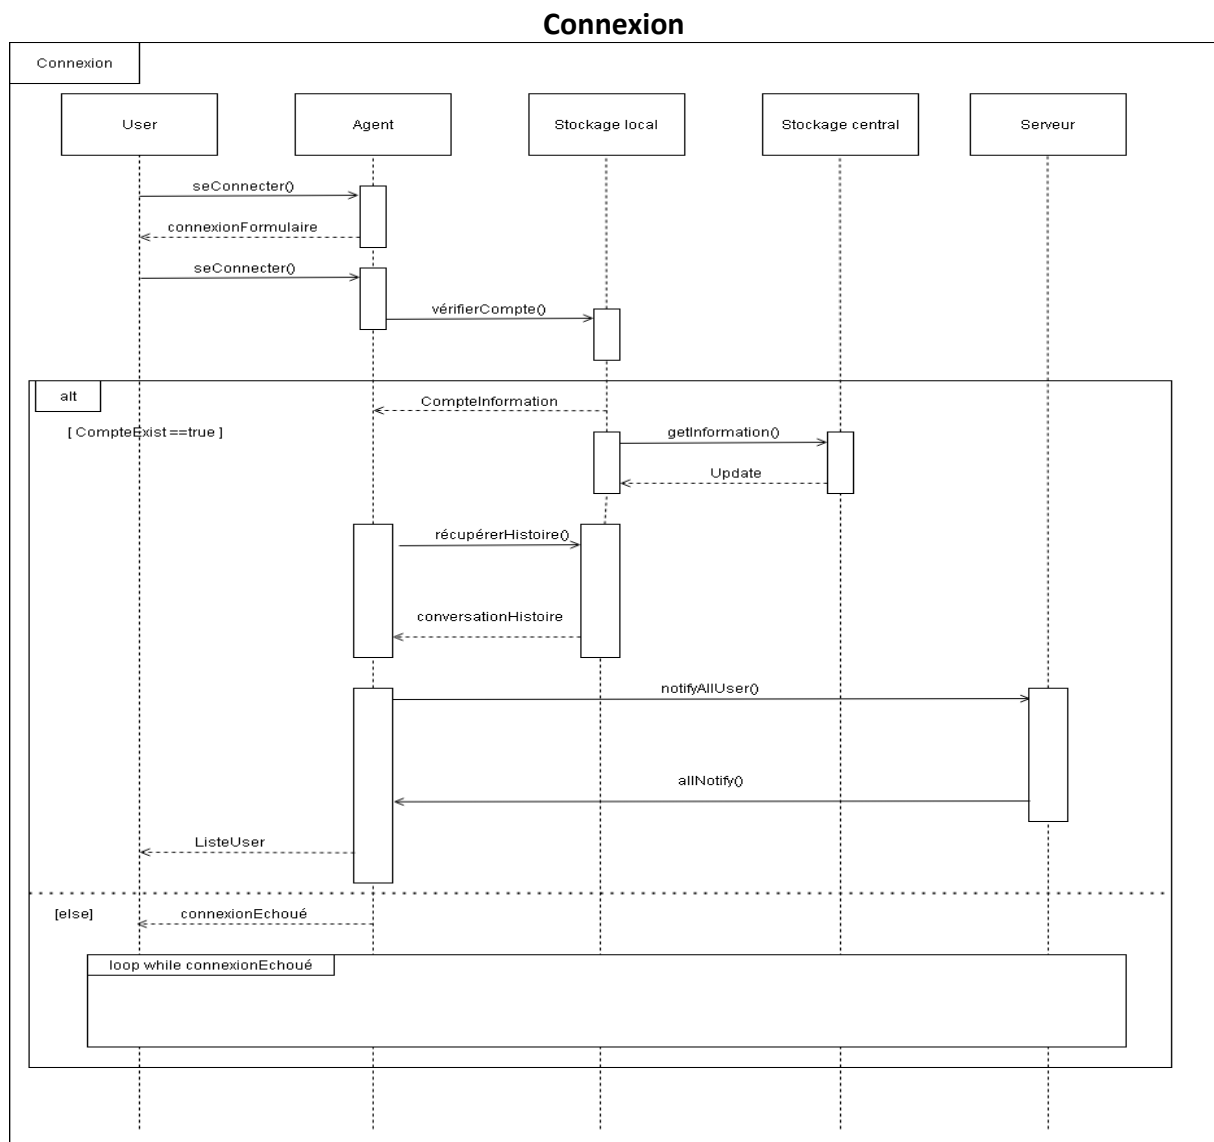 Connexion
Connexion
User
Agent
Stockage local
Stockage central
Serveur
seConnecter()
connexionFormulaire
seConnecter()
vérifierCompte()
alt
CompteInformation
[ CompteExist ==true ]
getInformation()
Update
récupérerHistoire()
conversationHistoire
notifyAllUser()
allNotify()
ListeUser
[else]
connexionEchoué
loop while connexionEchoué